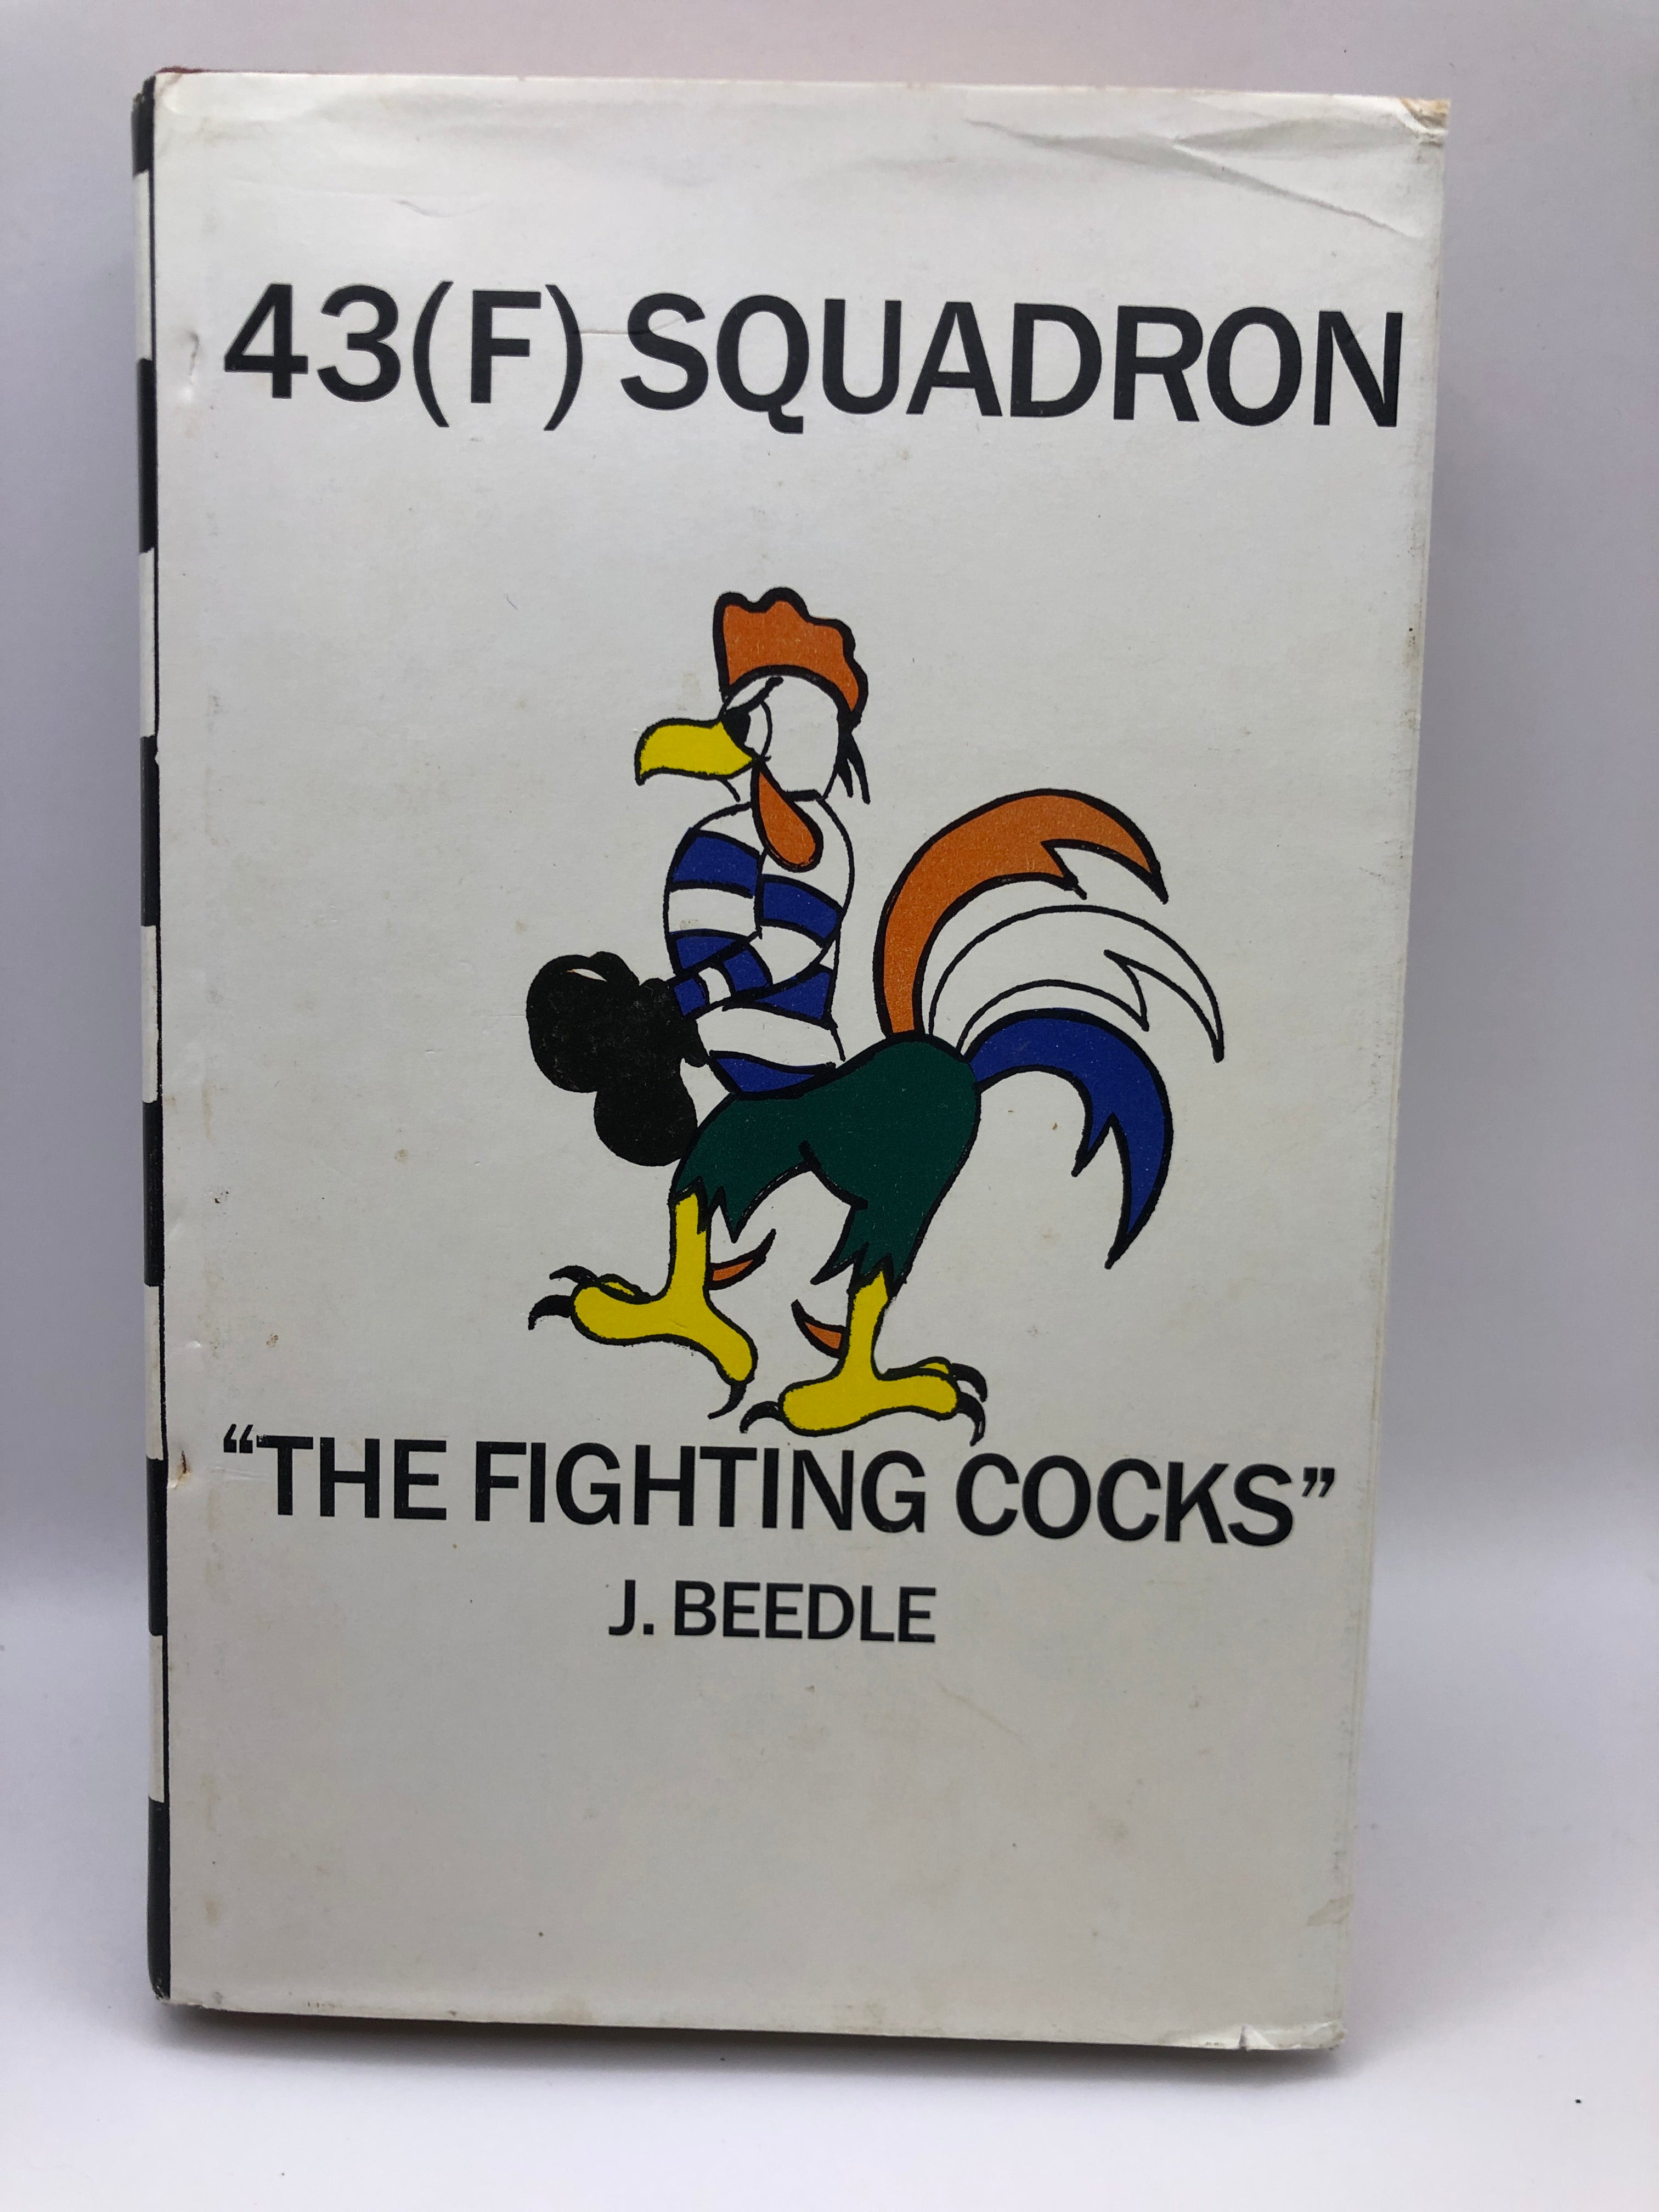 43(F) SQUADRON
“THE FIGHTING COCKS”
J. BEEDLE